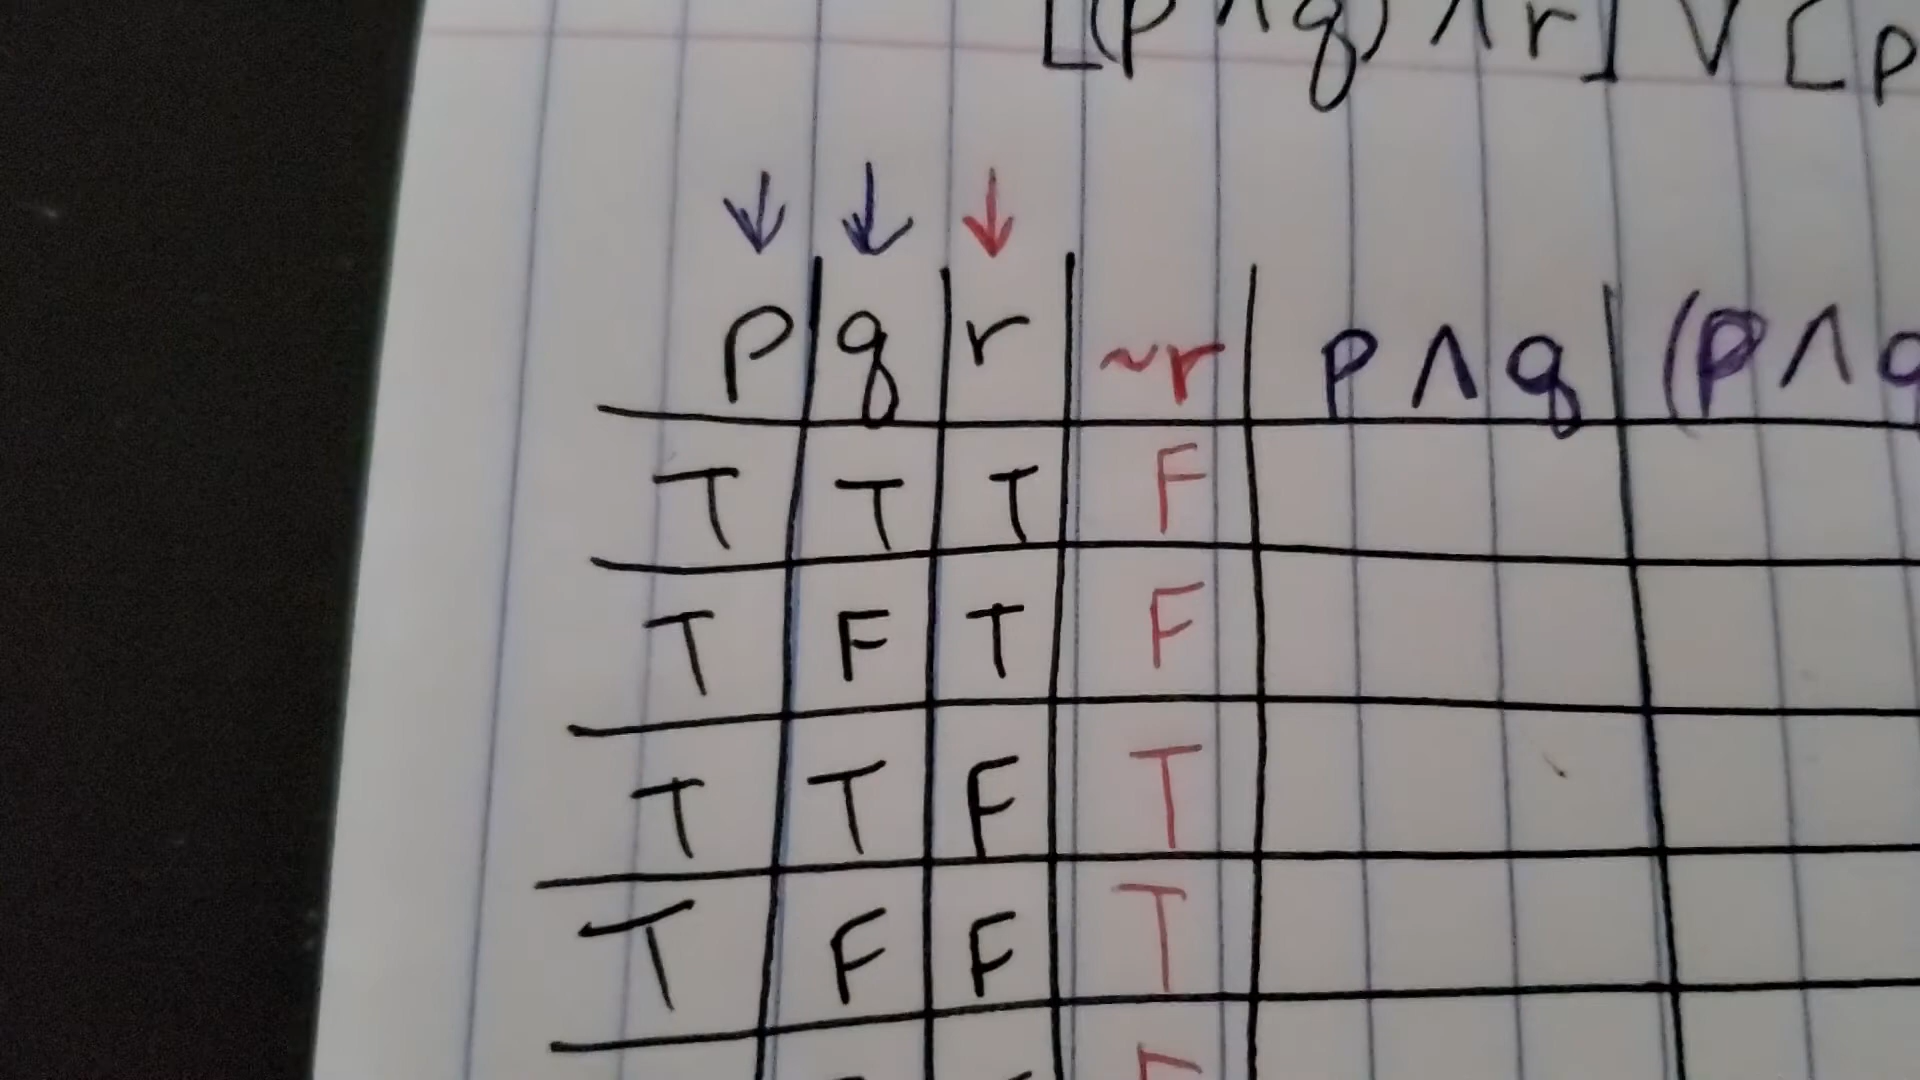 [(p ∧ q) ∧ r] ∨ [p
p q r ~r p ∧ q (p ∧ q
T T T F
T F T F
T T F T
T F F T